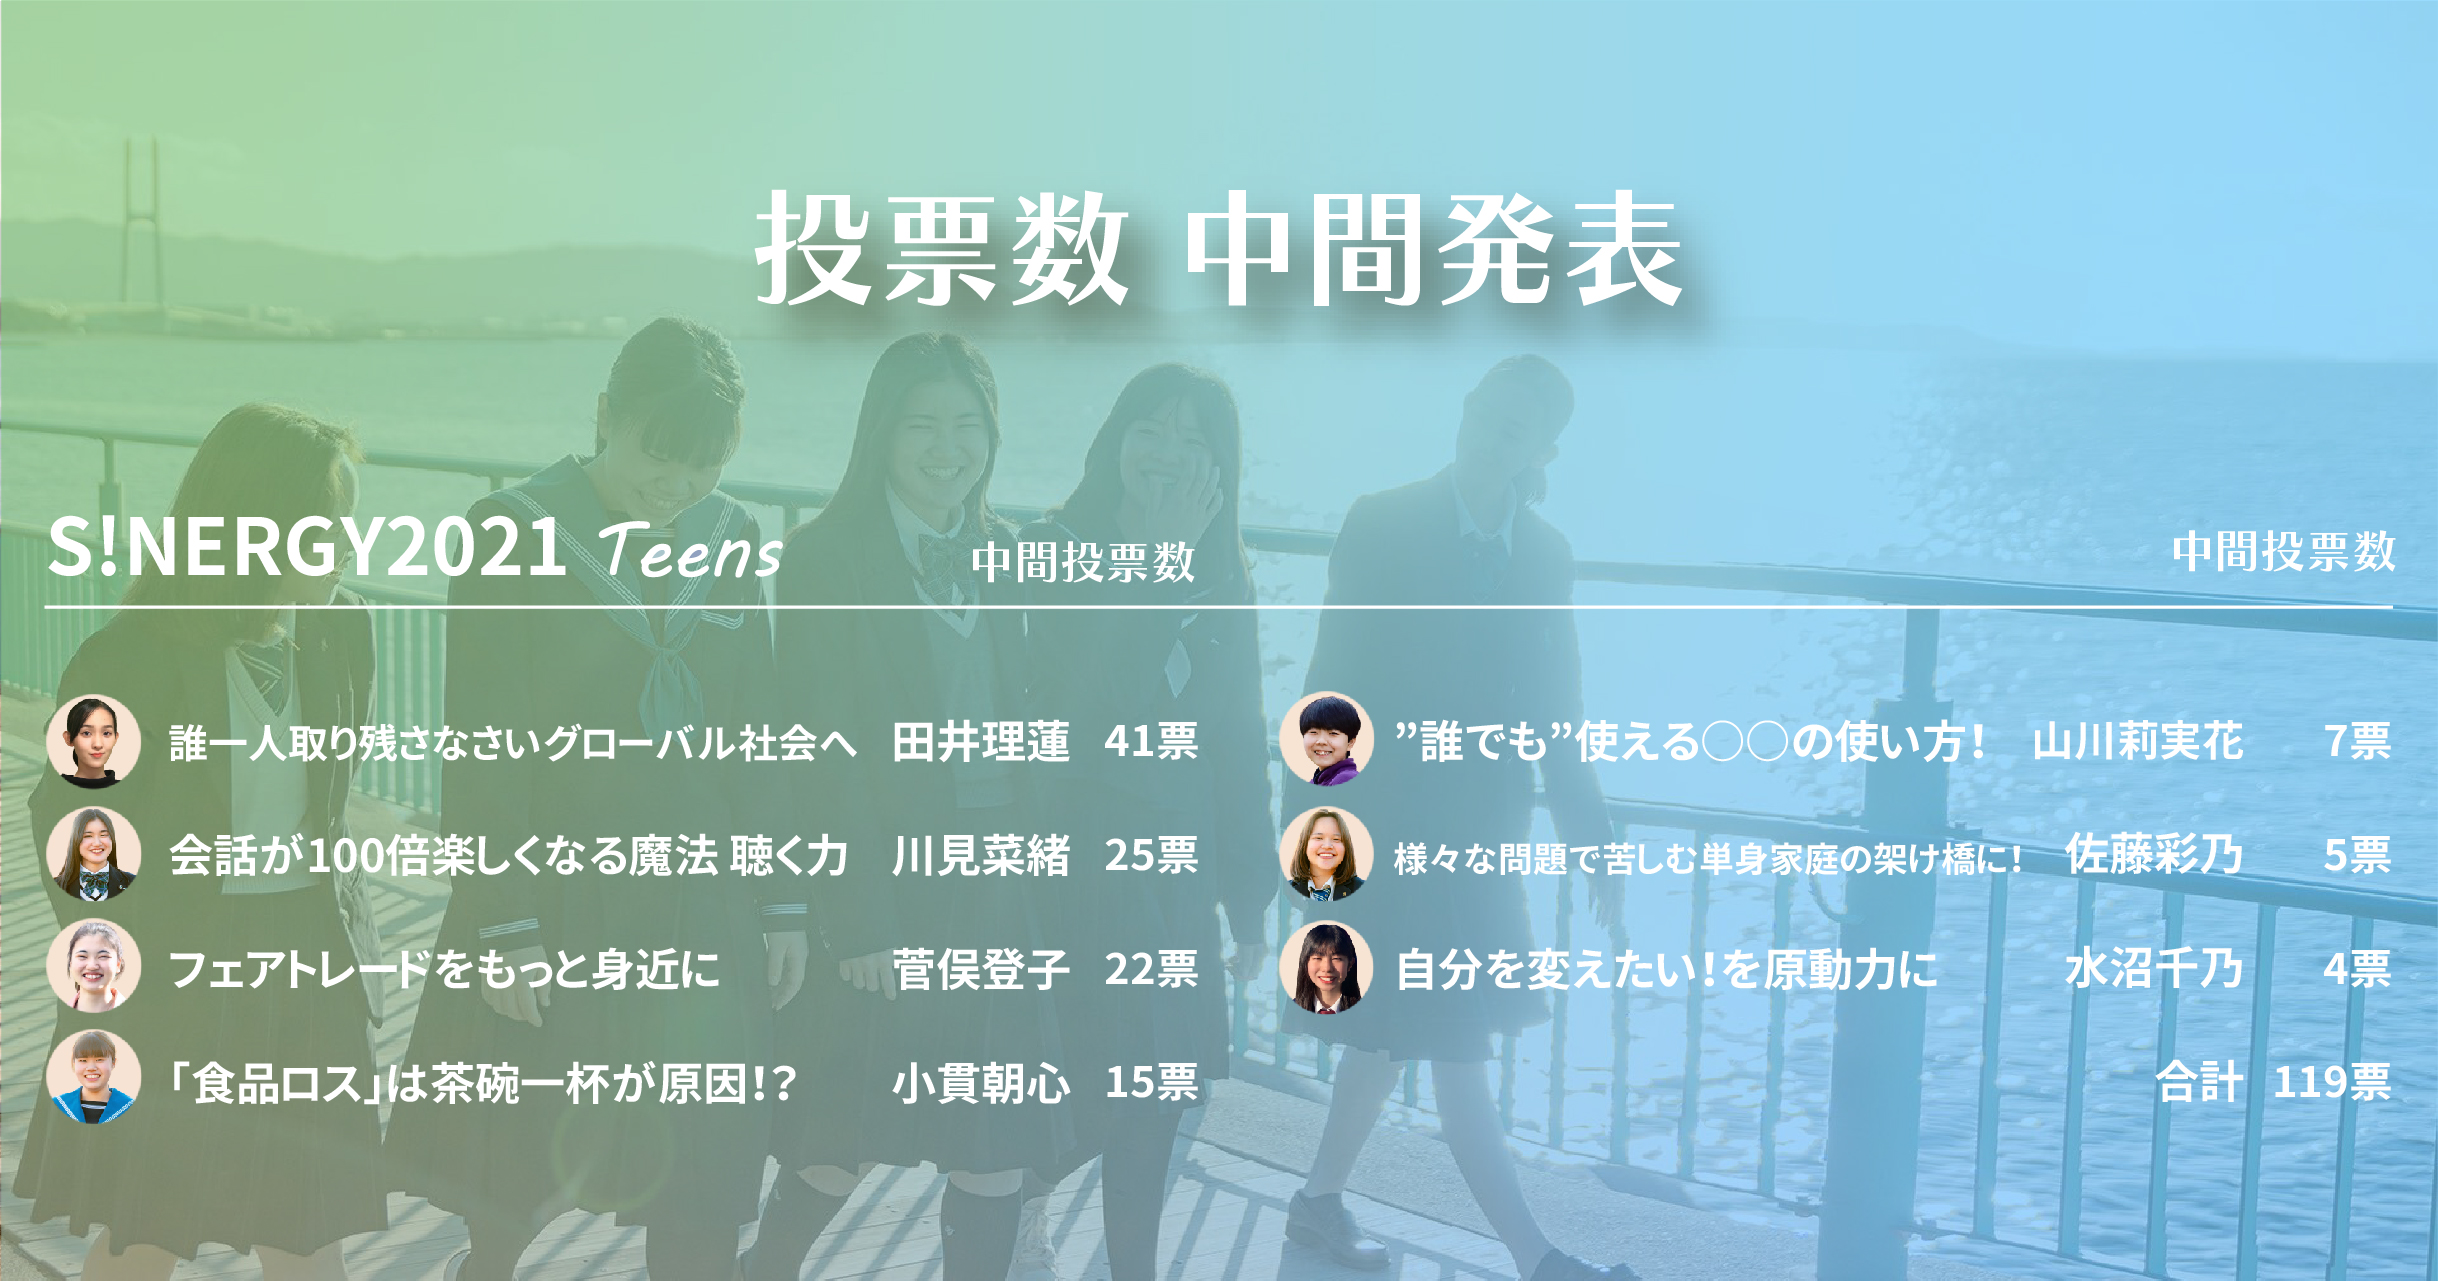 投票数 中間発表
S!NERGY2021 Teens 中間投票数 中間投票数
誰一人取り残さなさいグローバル社会へ 田井理蓮 41票
会話が100倍楽しくなる魔法 聴く力 川見菜緒 25票
フェアトレードをもっと身近に 菅俣登子 22票
「食品ロス」は茶碗一杯が原因！？ 小貫朝心 15票
”誰でも”使える〇〇の使い方！ 山川莉実花 7票
様々な問題で苦しむ単身家庭の架け橋に！ 佐藤彩乃 5票
自分を変えたい！を原動力に 水沼千乃 4票
合計 119票